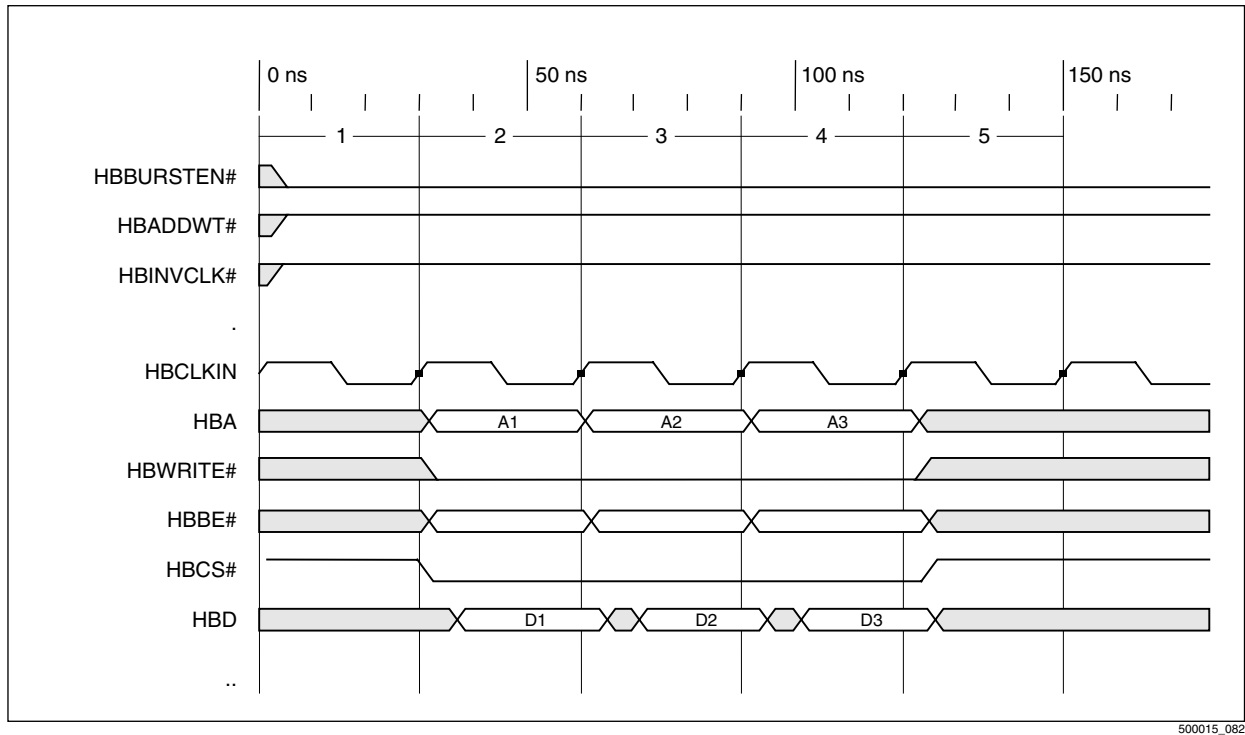 0 ns 50 ns 100 ns 150 ns
1 2 3 4 5
HBBURSTEN#
HBADDWT#
HBINVCLK#
.
HBCLKIN
HBA A1 A2 A3
HBWRITE#
HBBE#
HBCS#
HBD D1 D2 D3
..
500015_082